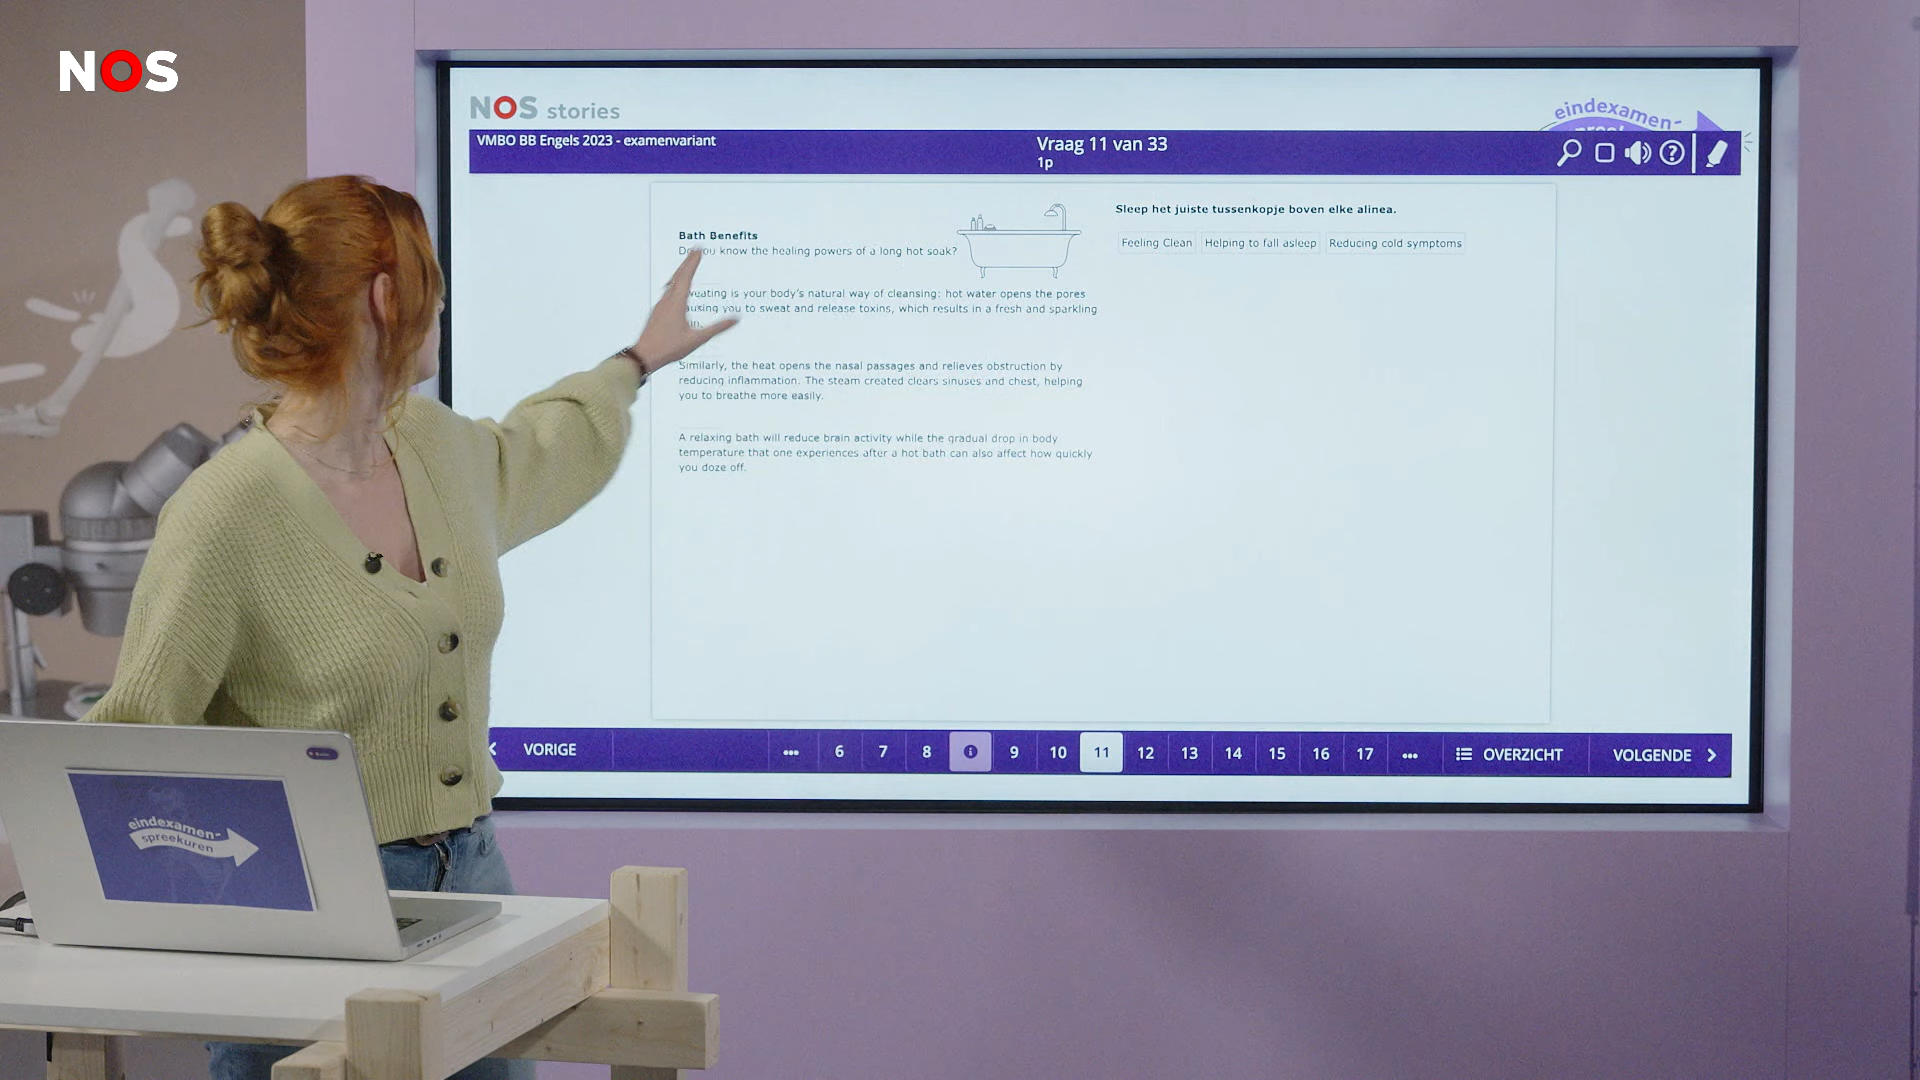 NOS
NOS stories
eindexamen-
VMBO BB Engels 2023 - examenvariant
Vraag 11 van 33
1p
Bath Benefits
you know the healing powers of a long hot soak?
is your body's natural way of cleansing: hot water opens the pores
you to sweat and release toxins, which results in a fresh and sparkling
Similarly, the heat opens the nasal passages and relieves obstruction by
reducing inflammation. The steam created clears sinuses and chest, helping
you to breathe more easily.
A relaxing bath will reduce brain activity while the gradual drop in body
temperature that one experiences after a hot bath can also affect how quickly
you doze off.
Sleep het juiste tussenkopje boven elke alinea.
Feeling Clean Helping to fall asleep Reducing cold symptoms
VORIGE ... 6 7 8 i 9 10 11 12 13 14 15 16 17 ... OVERZICHT VOLGENDE
eindexamen-
spreekuren